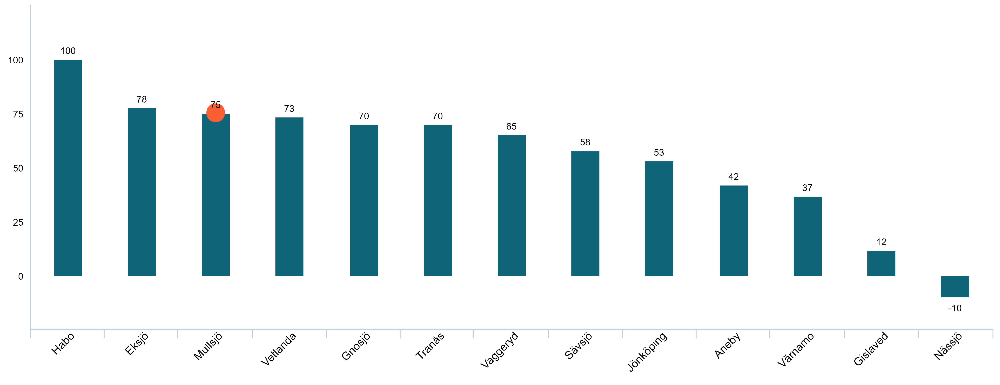 100
75
50
25
0
100
78
75
73
70
70
65
58
53
42
37
12
-10
Habo
Eksjö
Mullsjö
Vetlanda
Gnosjö
Tranås
Vaggeryd
Sävsjö
Jönköping
Aneby
Värnamo
Gislaved
Nässjö